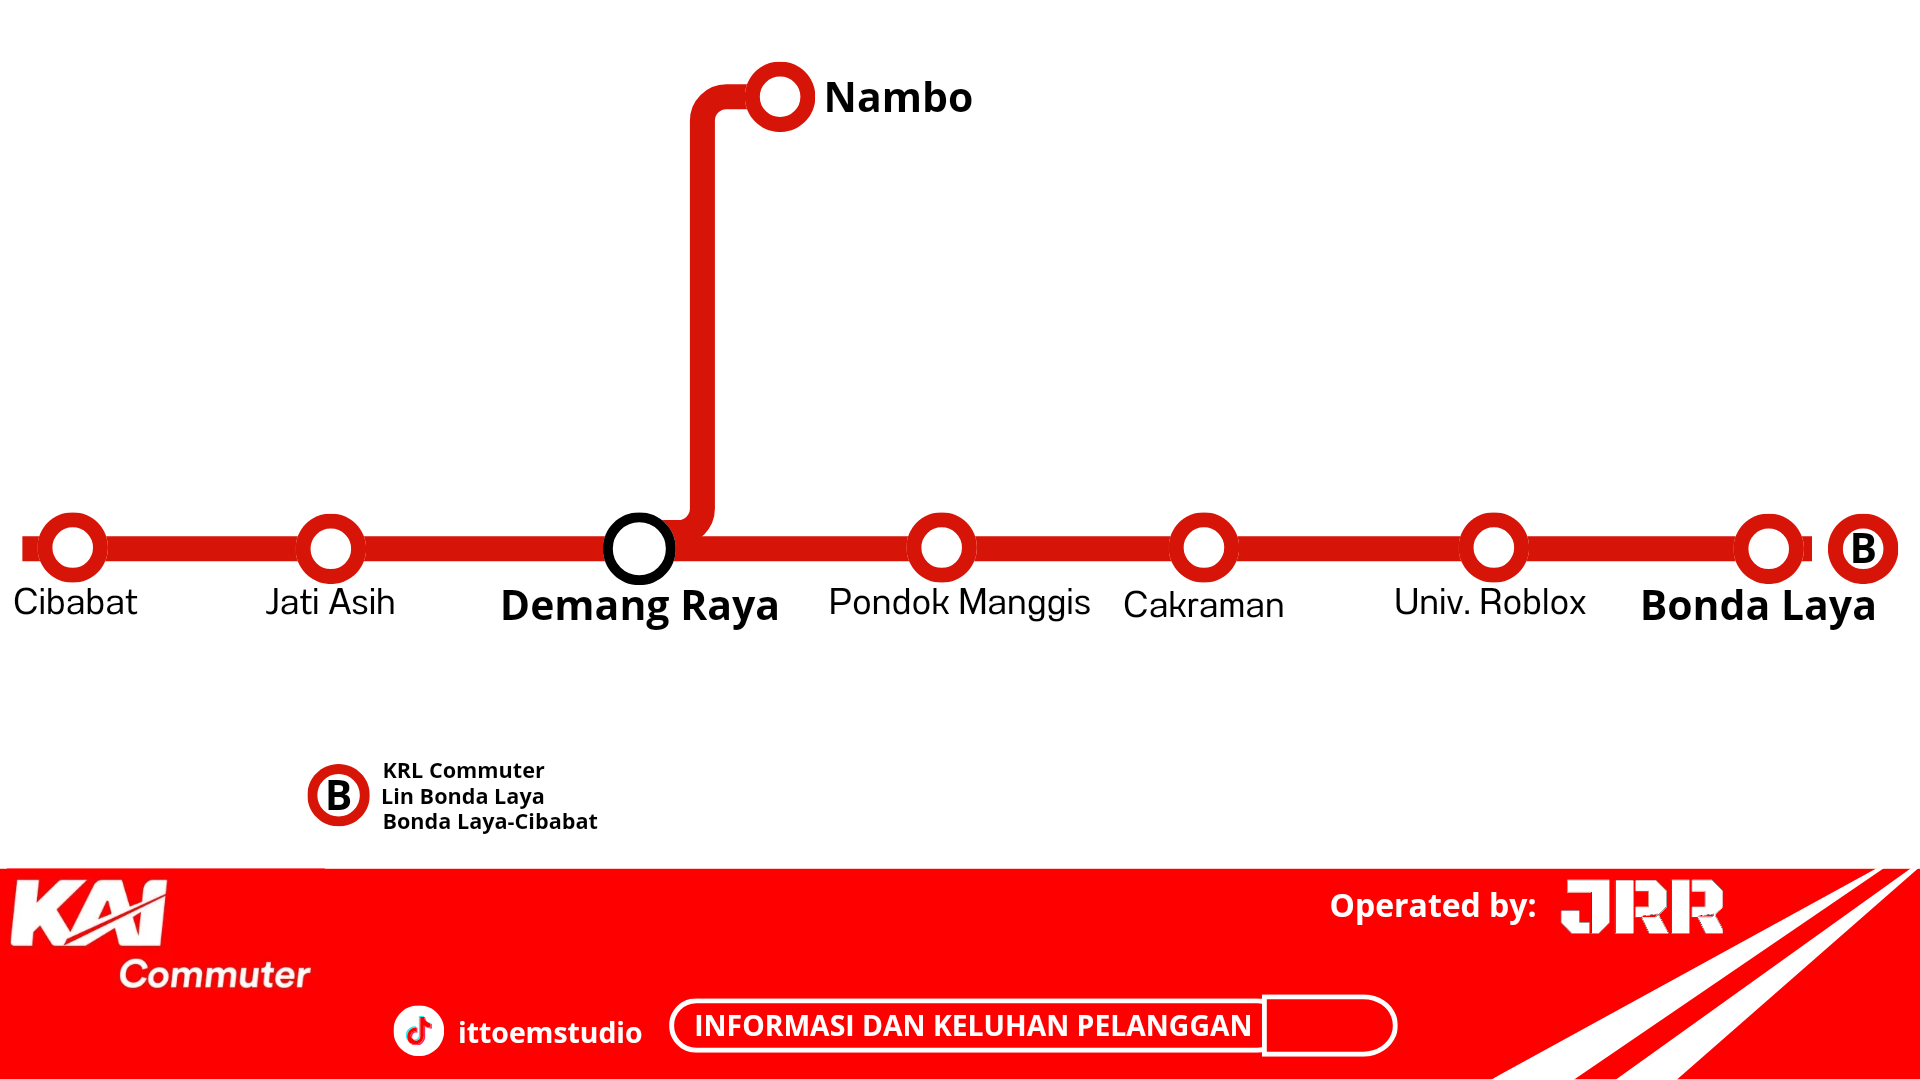 Nambo
B
Cibabat
Jati Asih
Demang Raya
Pondok Manggis
Cakraman
Univ. Roblox
Bonda Laya
B
KRL Commuter
Lin Bonda Laya
Bonda Laya-Cibabat
KAI
Commuter
Operated by:
JRR
ittoemstudio
INFORMASI DAN KELUHAN PELANGGAN